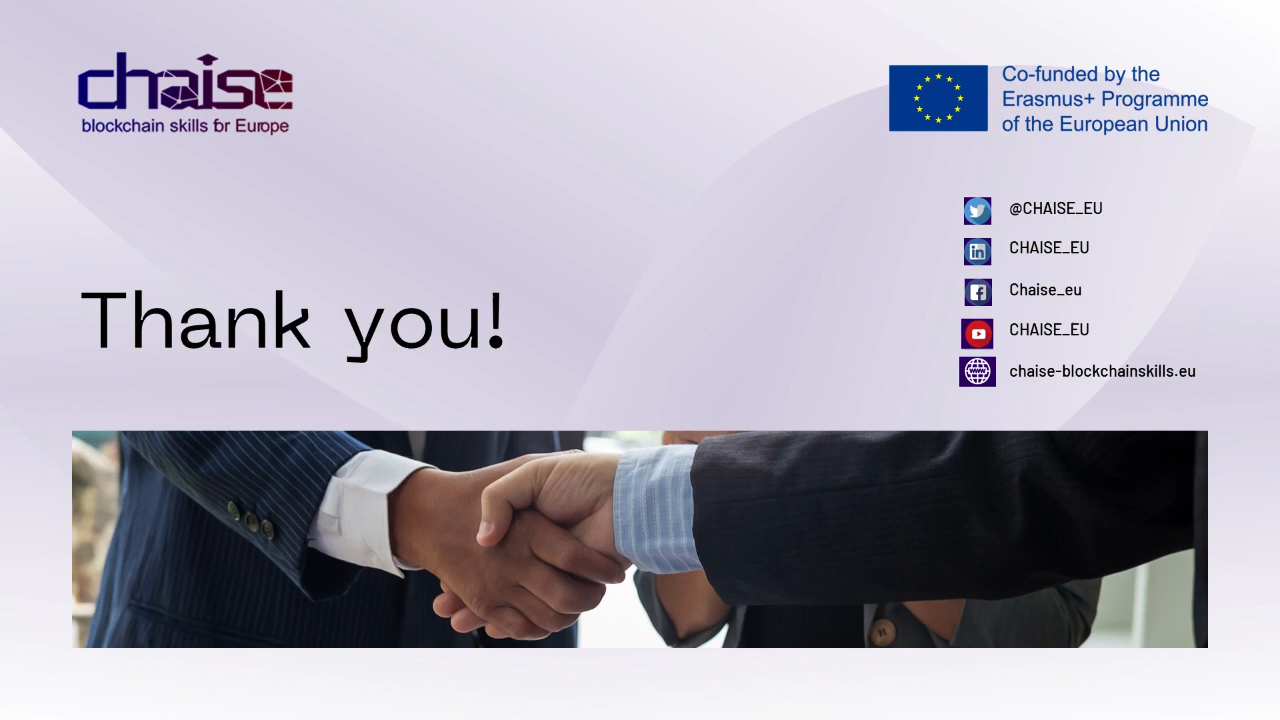 chaise
blockchain skills for Europe
Co-funded by the
Erasmus+ Programme
of the European Union
@CHAISE_EU
CHAISE_EU
Chaise_eu
CHAISE_EU
chaise-blockchainskills.eu
Thank you!